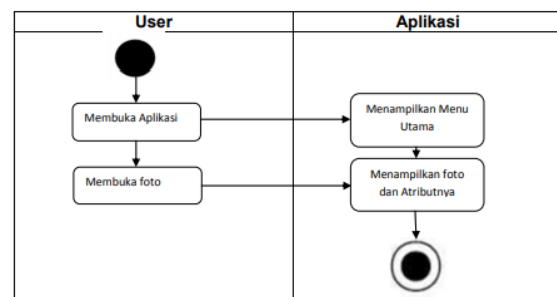 User
Aplikasi
Membuka Aplikasi
Menampilkan Menu
Utama
Membuka foto
Menampilkan foto
dan Atributnya